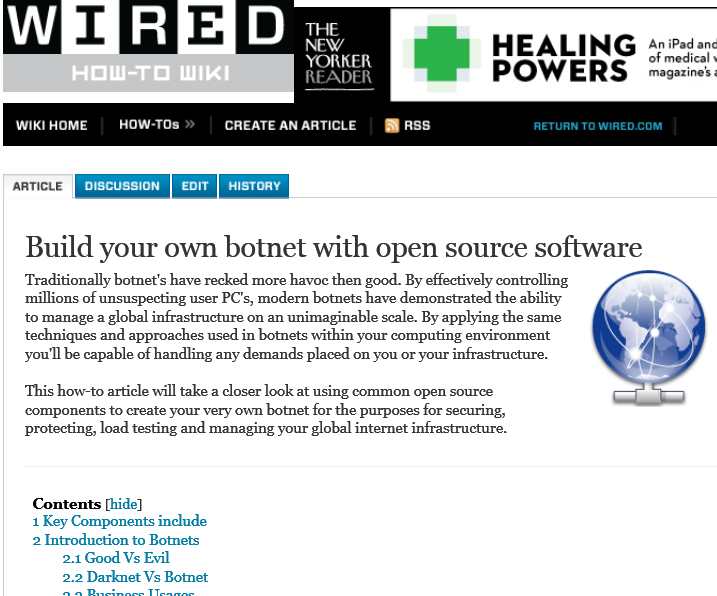 WIRED
HOW-TO WIKI
THE
NEW
YORKER
READER
HEALING
POWERS
An iPad and
of medical
magazine's
WIKI HOME
HOW-TOs »
CREATE AN ARTICLE
RSS
RETURN TO WIRED.COM
ARTICLE
DISCUSSION
EDIT
HISTORY
Build your own botnet with open source software
Traditionally botnet's have recked more havoc then good. By effectively controlling
millions of unsuspecting user PC's, modern botnets have demonstrated the ability
to manage a global infrastructure on an unimaginable scale. By applying the same
techniques and approaches used in botnets within your computing environment
you'll be capable of handling any demands placed on you or your infrastructure.
This how-to article will take a closer look at using common open source
components to create your very own botnet for the purposes for securing,
protecting, load testing and managing your global internet infrastructure.
Contents [hide]
1 Key Components include
2 Introduction to Botnets
2.1 Good Vs Evil
2.2 Darknet Vs Botnet
2.3 Business Usages